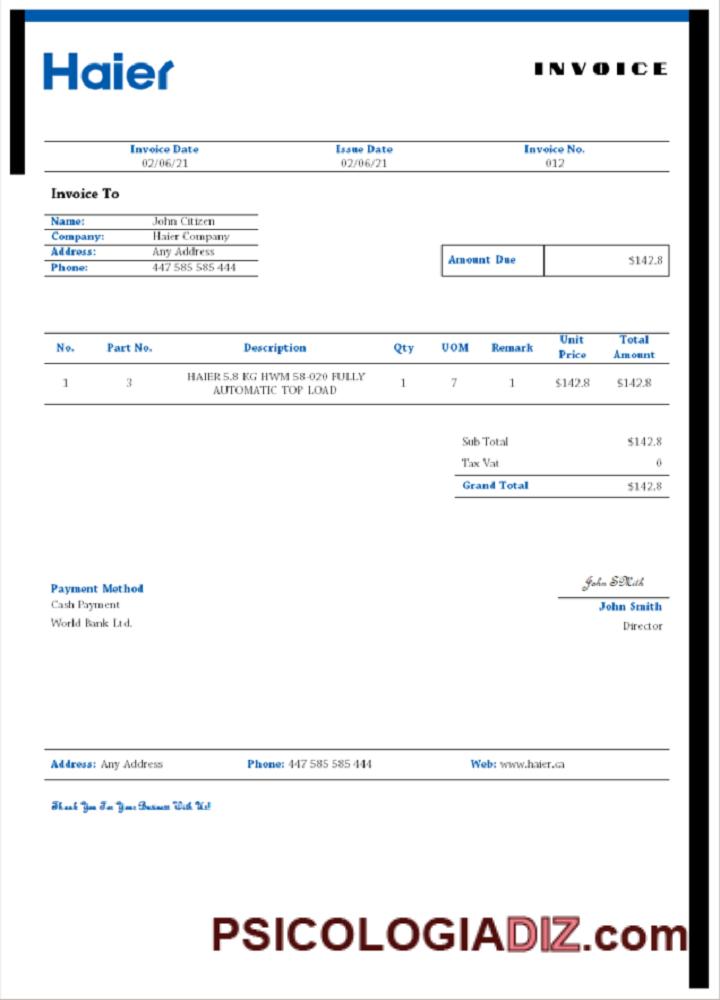 Haier
INVOICE
Invoice Date Issue Date Invoice No.
02/06/21 02/06/21 012
Invoice To
Name: John Citizen
Company: Haier Company
Address: Any Address
Phone: 447 585 585 444
Amount Due $142.8
No. Part No. Description Qty UOM Remark Unit Price Total Amount
1 3 HAIER 5.8 KG HWM 58-020 FULLY AUTOMATIC TOP LOAD 1 7 1 $142.8 $142.8
Sub Total $142.8
Tax Vat 0
Grand Total $142.8
John SMith
Payment Method
John Smith
Cash Payment
World Bank Ltd.
Director
Address: Any Address Phone: 447 585 585 444 Web: www.haier.ca
Thank You For Your Business With Us!
PSICOLOGIADIZ.com